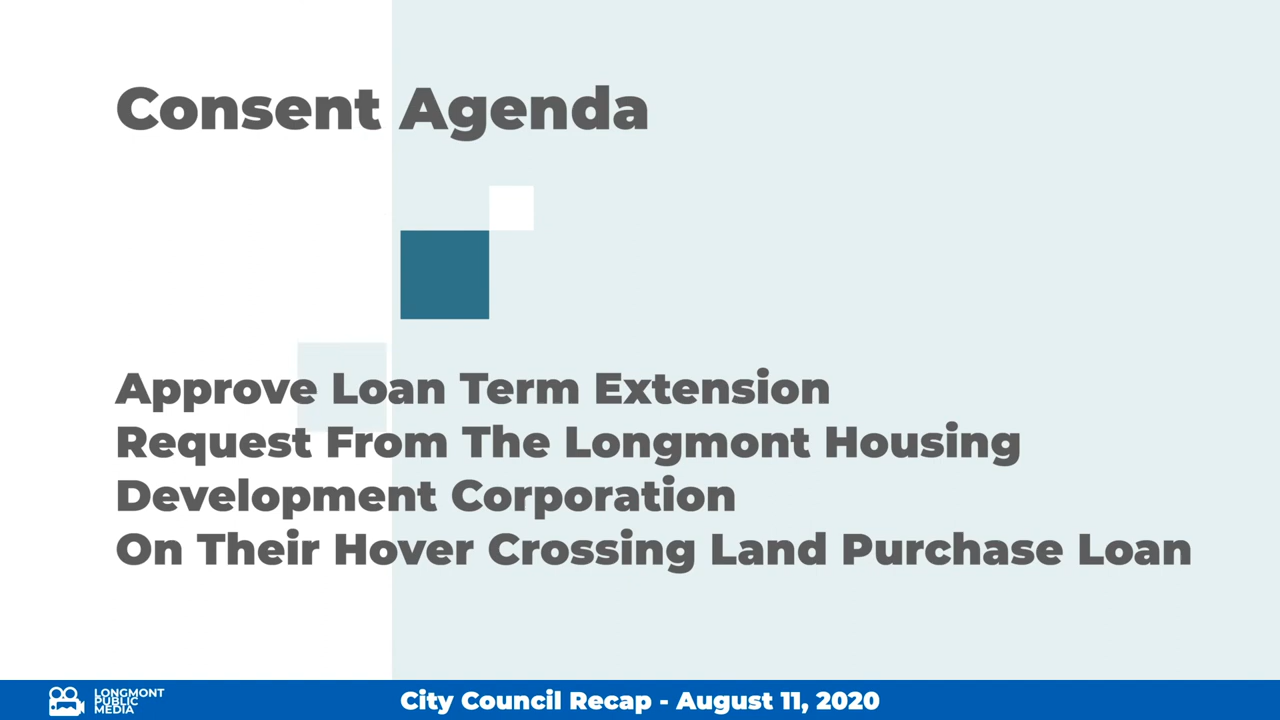 Consent Agenda
Approve Loan Term Extension
Request From The Longmont Housing
Development Corporation
On Their Hover Crossing Land Purchase Loan
LONGMONT
PUBLIC
MEDIA
City Council Recap - August 11, 2020